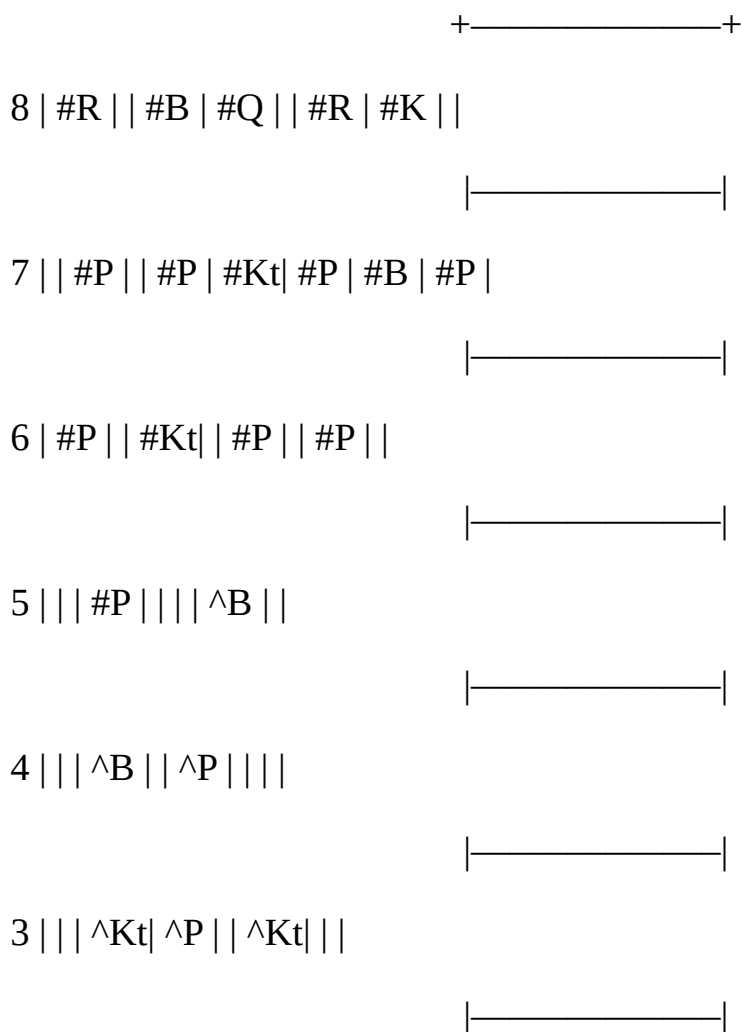 +—————————+
8 | #R | | #B | #Q | | #R | #K | |
|—————————|
7 | | #P | | #P | #Kt| #P | #B | #P |
|—————————|
6 | #P | | #Kt| | #P | | #P | |
|—————————|
5 | | | #P | | | | ^B | |
|—————————|
4 | | | ^B | | ^P | | | |
|—————————|
3 | | | ^Kt| ^P | | ^Kt| | |
|—————————|